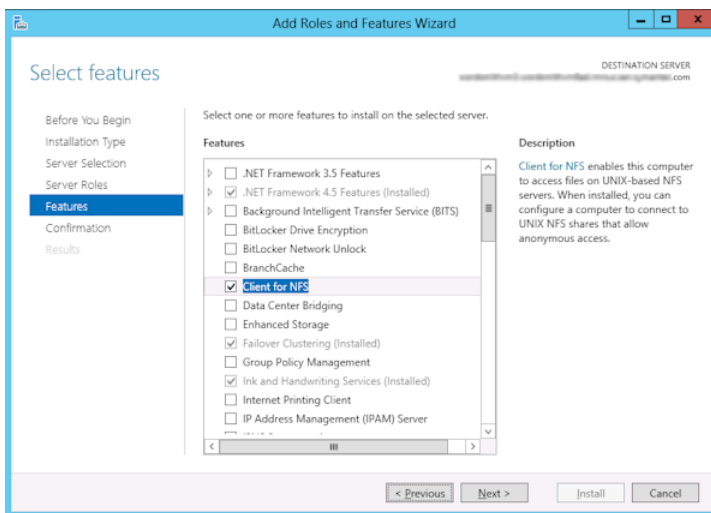 Add Roles and Features Wizard
Select features
DESTINATION SERVER
.com
Before You Begin
Installation Type
Server Selection
Server Roles
Features
Confirmation
Results
Select one or more features to install on the selected server.
Features
.NET Framework 3.5 Features
.NET Framework 4.5 Features (Installed)
Background Intelligent Transfer Service (BITS)
BitLocker Drive Encryption
BitLocker Network Unlock
BranchCache
Client for NFS
Data Center Bridging
Enhanced Storage
Failover Clustering (Installed)
Group Policy Management
Ink and Handwriting Services (Installed)
Internet Printing Client
IP Address Management (IPAM) Server
Description
Client for NFS enables this computer
to access files on UNIX-based NFS
servers. When installed, you can
configure a computer to connect to
UNIX NFS shares that allow
anonymous access.
< Previous
Next >
Install
Cancel